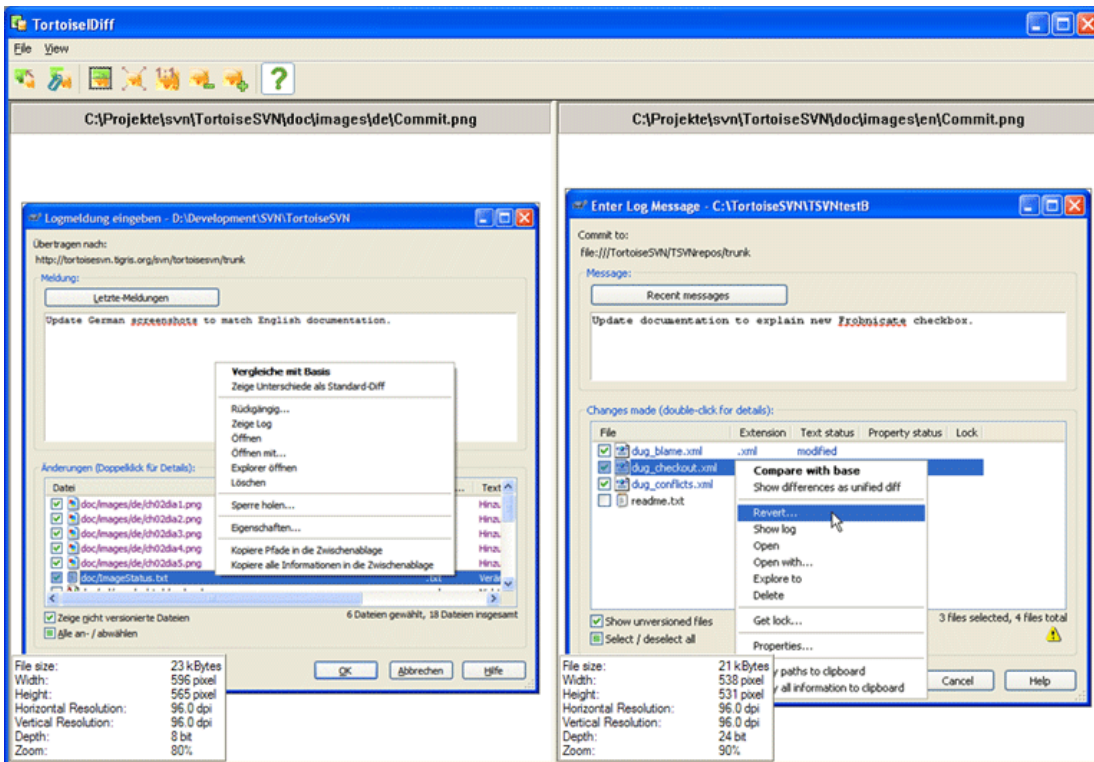 TortoiseIDiff
File View
C:\Projekte\svn\TortoiseSVN\doc\images\de\Commit.png
Logmeldung eingeben - D:\Development\SVN\TortoiseSVN
Übertragen nach:
http://tortoisesvn.tigris.org/svn/tortoisesvn/trunk
Meldung:
Letzte-Meldungen
Update German screenshots to match English documentation.
Vergleiche mit Basis
Zeige Unterschiede als Standard-Diff
Rückgängig...
Zeige Log
Öffnen
Öffnen mit...
Explorer öffnen
Löschen
Sperre holen...
Eigenschaften...
Kopiere Pfade in die Zwischenablage
Kopiere alle Informationen in die Zwischenablage
Änderungen (Doppelklick für Details):
Datei ... Text
doc/images/de/ch02dia1.png Hinzu
doc/images/de/ch02dia2.png Hinzu
doc/images/de/ch02dia3.png Hinzu
doc/images/de/ch02dia4.png Hinzu
doc/images/de/ch02dia5.png Hinzu
doc/ImageStatus.txt .txt Verär
Zeige nicht versionierte Dateien
6 Dateien gewählt, 18 Dateien insgesamt
Alle an- / abwählen
OK Abbrechen Hilfe
File size: 23 kBytes
Width: 596 pixel
Height: 565 pixel
Horizontal Resolution: 96.0 dpi
Vertical Resolution: 96.0 dpi
Depth: 8 bit
Zoom: 80%
C:\Projekte\svn\TortoiseSVN\doc\images\en\Commit.png
Enter Log Message - C:\TortoiseSVN\TSVNtestB
Commit to:
file:///TortoiseSVN/TSVNrepos/trunk
Message:
Recent messages
Update documentation to explain new Frobnicate checkbox.
Changes made (double-click for details):
File Extension Text status Property status Lock
dug_blame.xml .xml modified
dug_checkout.xml
dug_conflicts.xml
readme.txt
Compare with base
Show differences as unified diff
Revert...
Show log
Open
Open with...
Explore to
Delete
Get lock...
Properties...
paths to clipboard
all information to clipboard
Show unversioned files
3 files selected, 4 files total
Select / deselect all
Cancel Help
File size: 21 kBytes
Width: 538 pixel
Height: 531 pixel
Horizontal Resolution: 96.0 dpi
Vertical Resolution: 96.0 dpi
Depth: 24 bit
Zoom: 90%